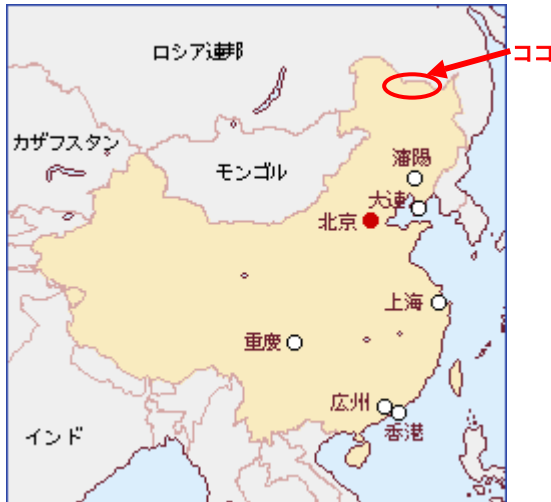 ココ
ロシア連邦
カザフスタン
モンゴル
瀋陽
大連
北京
上海
重慶
広州
香港
インド